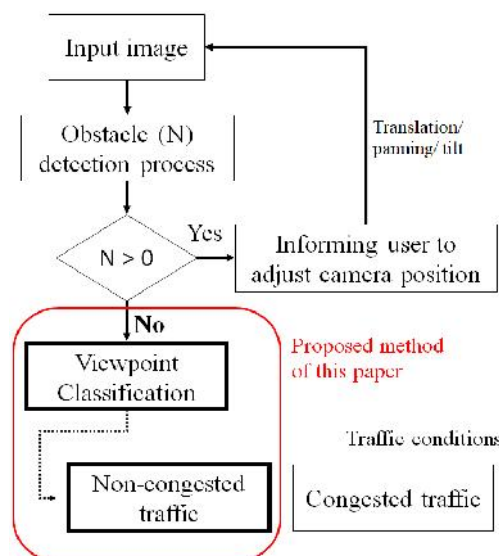 Input image
Obstacle (N)
detection process
Translation/
panning/ tilt
N > 0
Yes
Informing user to
adjust camera position
No
Viewpoint
Classification
Proposed method
of this paper
Traffic conditions
Non-congested
traffic
Congested traffic